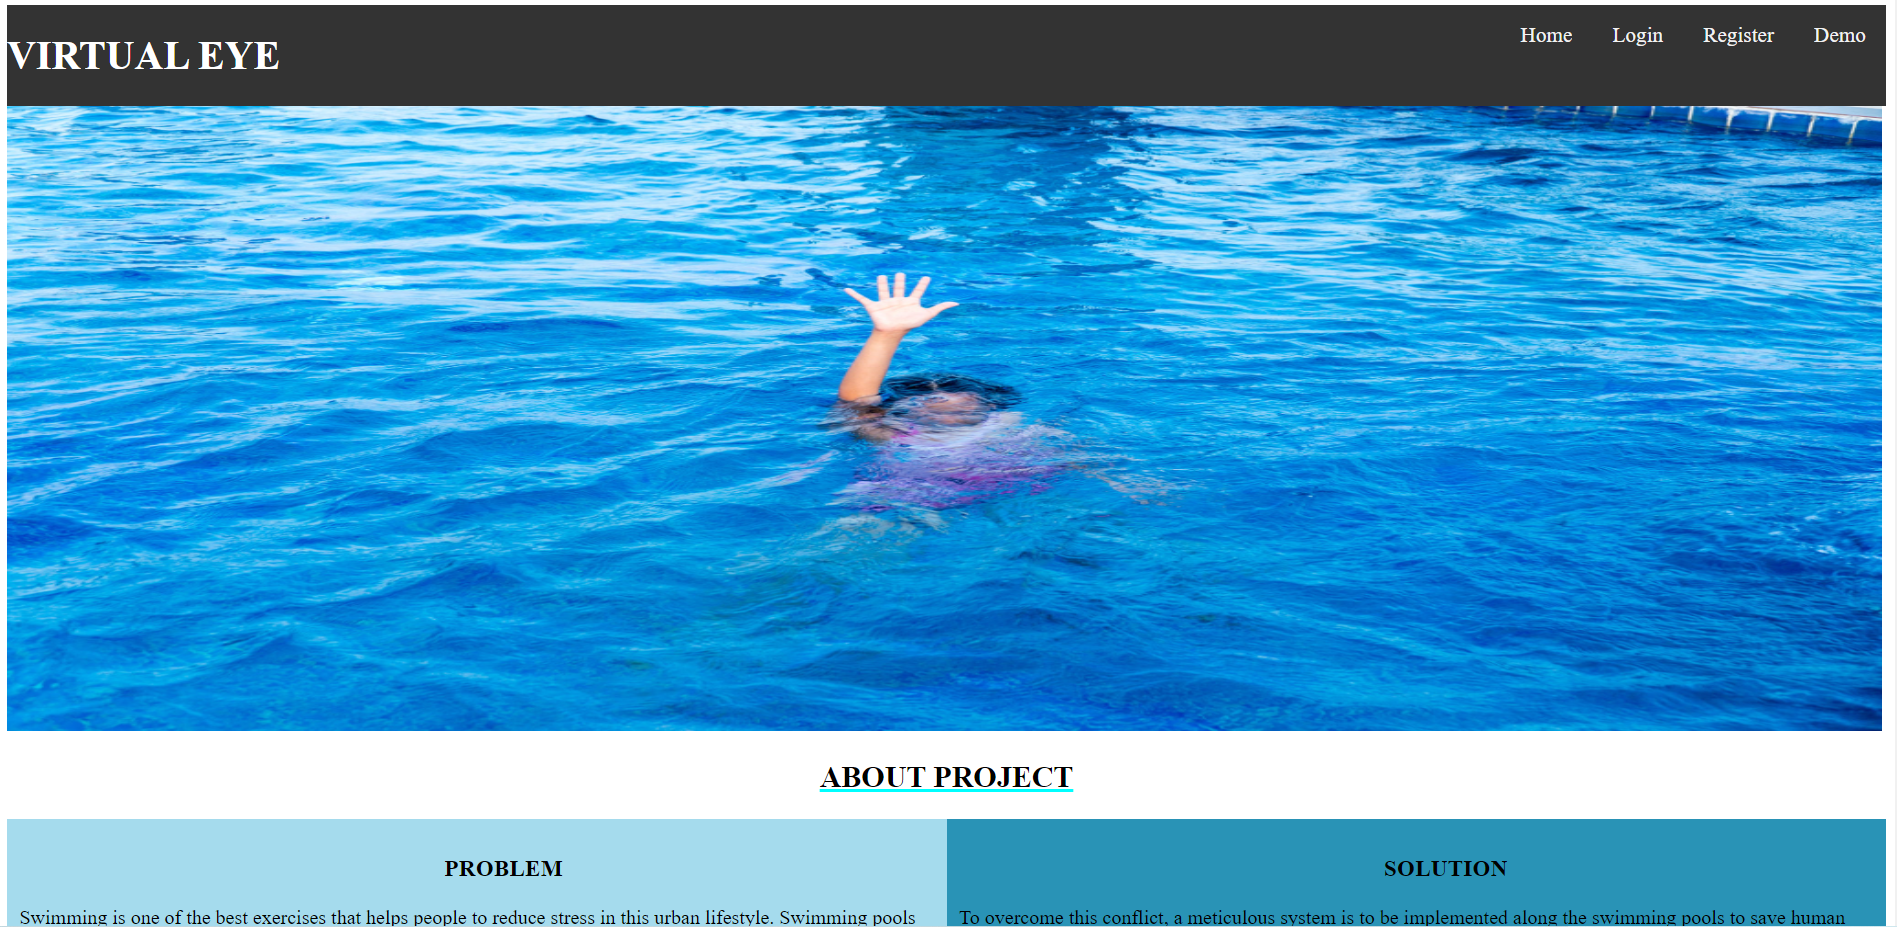 VIRTUAL EYE
Home Login Register Demo
ABOUT PROJECT
PROBLEM
Swimming is one of the best exercises that helps people to reduce stress in this urban lifestyle. Swimming pools
SOLUTION
To overcome this conflict, a meticulous system is to be implemented along the swimming pools to save human